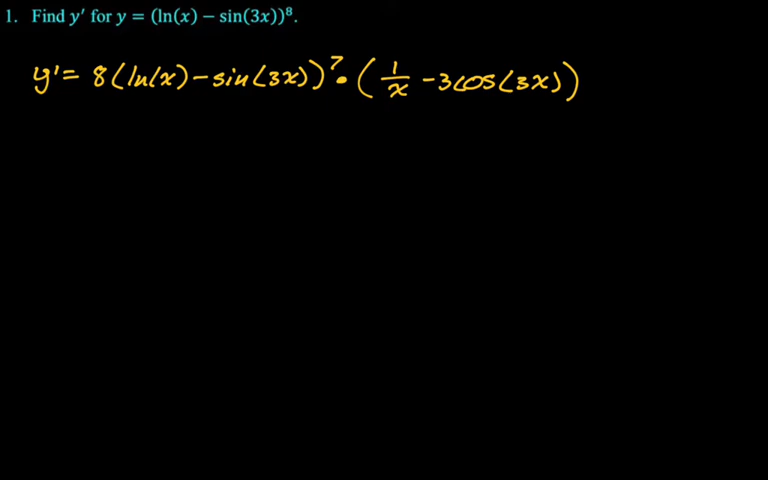 1. Find y′ for y = (ln(x) − sin(3x))⁸.
y' = 8(ln(x) − sin(3x))⁷ • (1/x − 3cos(3x))